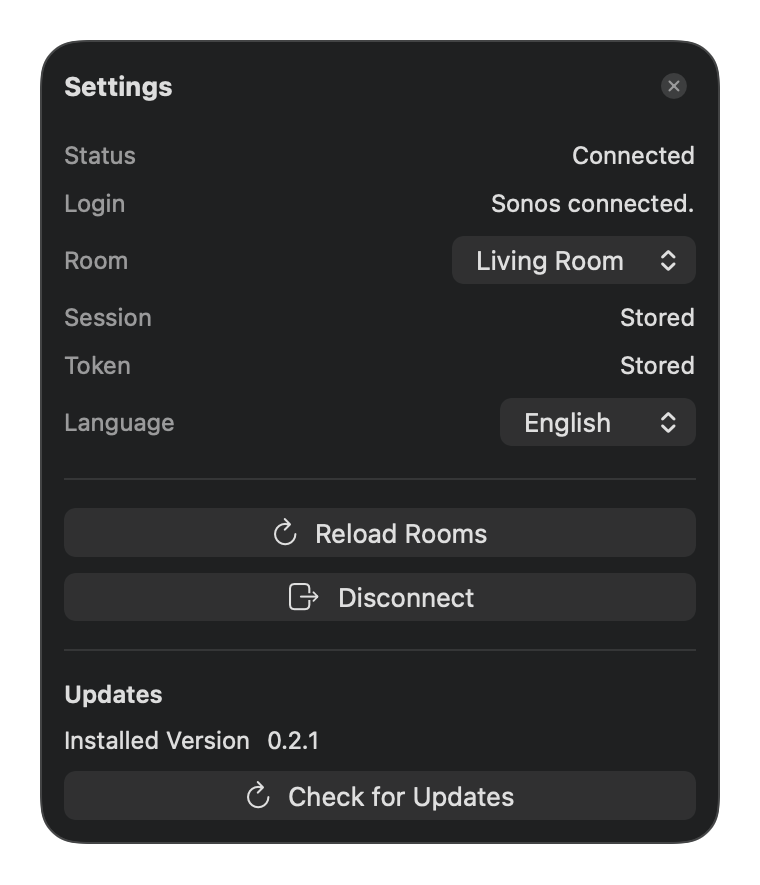 Settings
Status Connected
Login Sonos connected.
Room Living Room
Session Stored
Token Stored
Language English
Reload Rooms
Disconnect
Updates
Installed Version 0.2.1
Check for Updates